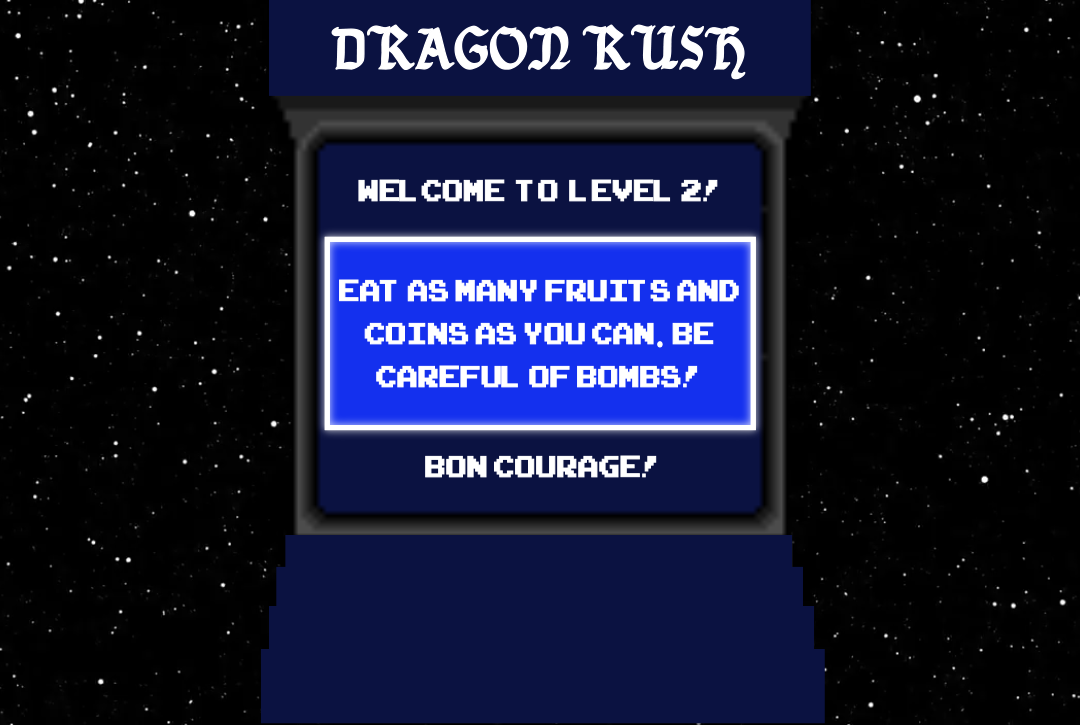 DRAGON RUSH
WELCOME TO LEVEL 2!
EAT AS MANY FRUITS AND
COINS AS YOU CAN. BE
CAREFUL OF BOMBS!
BON COURAGE!